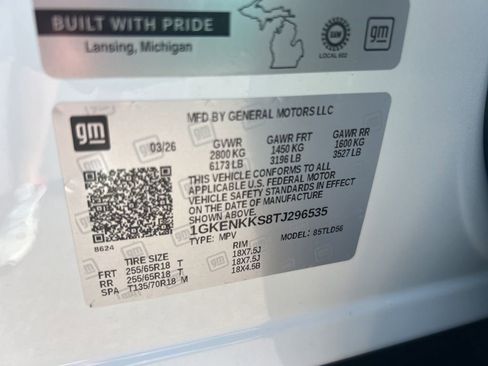 BUILT WITH PRIDE
Lansing, Michigan
LOCAL 602
gm
gm
MFD BY GENERAL MOTORS LLC
03/26 GVWR GAWR FRT GAWR RR
2800 KG 1450 KG 1600 KG
6173 LB 3196 LB 3527 LB
THIS VEHICLE CONFORMS TO ALL
APPLICABLE U.S. FEDERAL MOTOR
VEHICLE SAFETY STANDARDS IN EFFECT
ON THE DATE OF MANUFACTURE
SHOWN ABOVE.
1GKENKKS8TJ296535
TYPE: MPV MODEL: 85TLD56
8624
TIRE SIZE RIM
FRT 255/65R18 T 18X7.5J
RR 255/65R18 T 18X7.5J
SPA T135/70R18 M 18X4.5B